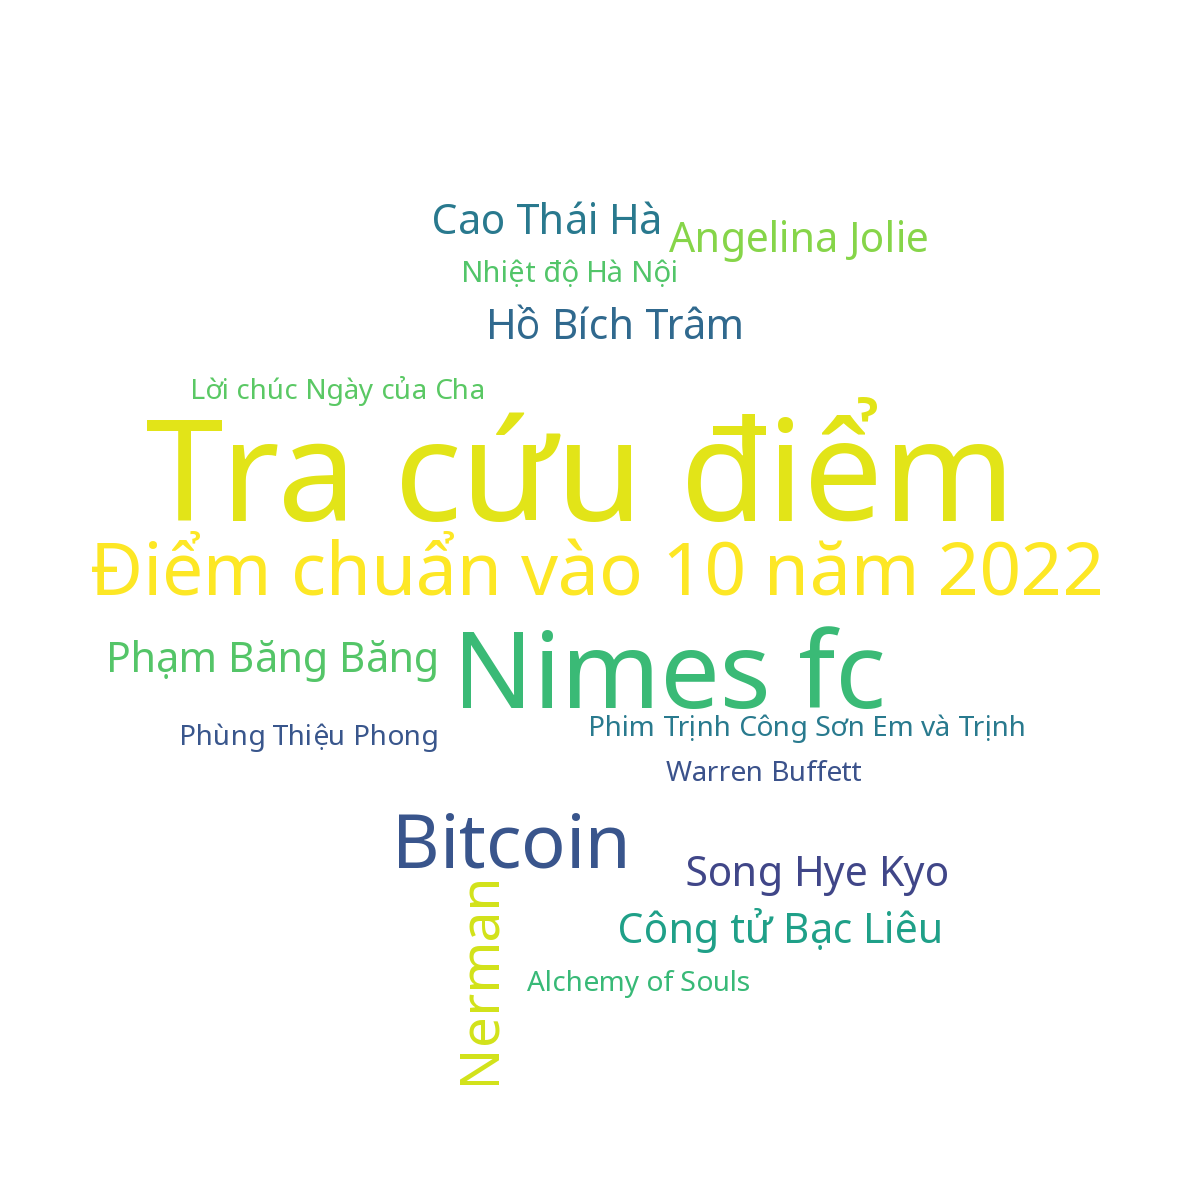 Cao Thái Hà
Angelina Jolie
Nhiệt độ Hà Nội
Hồ Bích Trâm
Lời chúc Ngày của Cha
Tra cứu điểm
Điểm chuẩn vào 10 năm 2022
Phạm Băng Băng
Nimes fc
Phùng Thiệu Phong
Phim Trịnh Công Sơn Em và Trịnh
Warren Buffett
Bitcoin
Song Hye Kyo
Nerman
Công tử Bạc Liêu
Alchemy of Souls